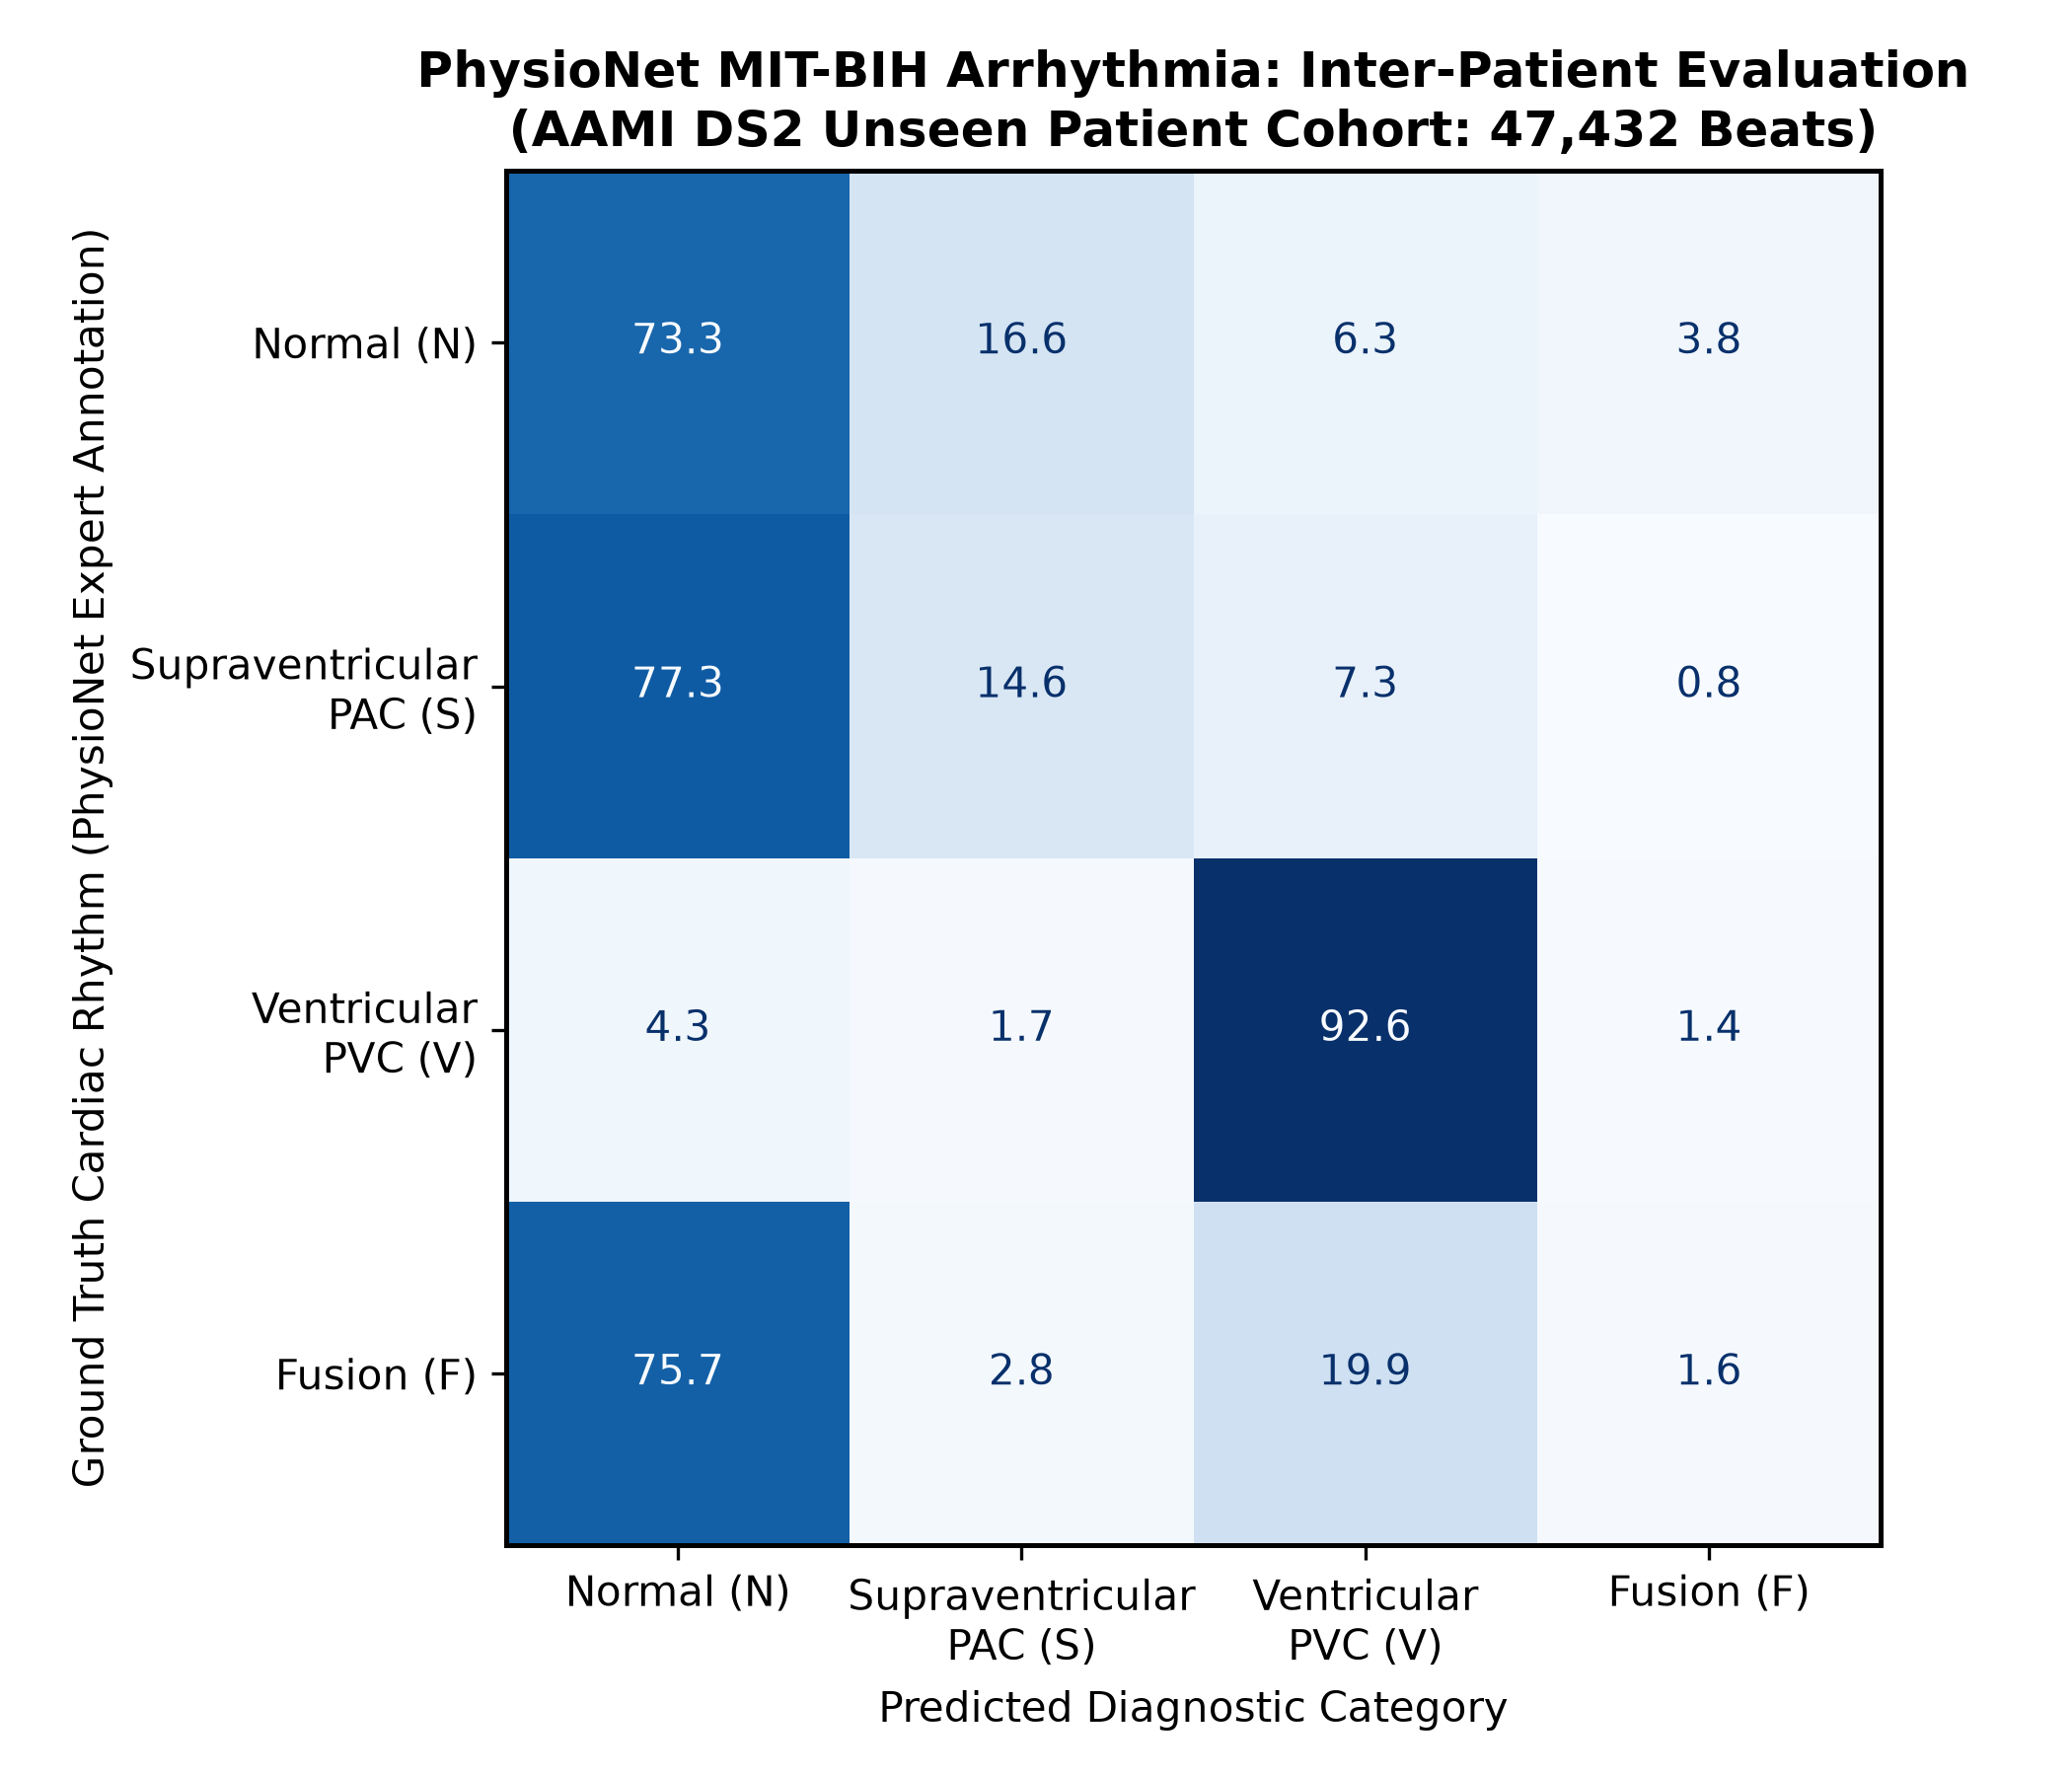 PhysioNet MIT-BIH Arrhythmia: Inter-Patient Evaluation
(AAMI DS2 Unseen Patient Cohort: 47,432 Beats)
Ground Truth Cardiac Rhythm (PhysioNet Expert Annotation)
Normal (N)
73.3
16.6
6.3
3.8
Supraventricular
PAC (S)
77.3
14.6
7.3
0.8
Ventricular
PVC (V)
4.3
1.7
92.6
1.4
Fusion (F)
75.7
2.8
19.9
1.6
Normal (N)
Supraventricular
PAC (S)
Ventricular
PVC (V)
Fusion (F)
Predicted Diagnostic Category